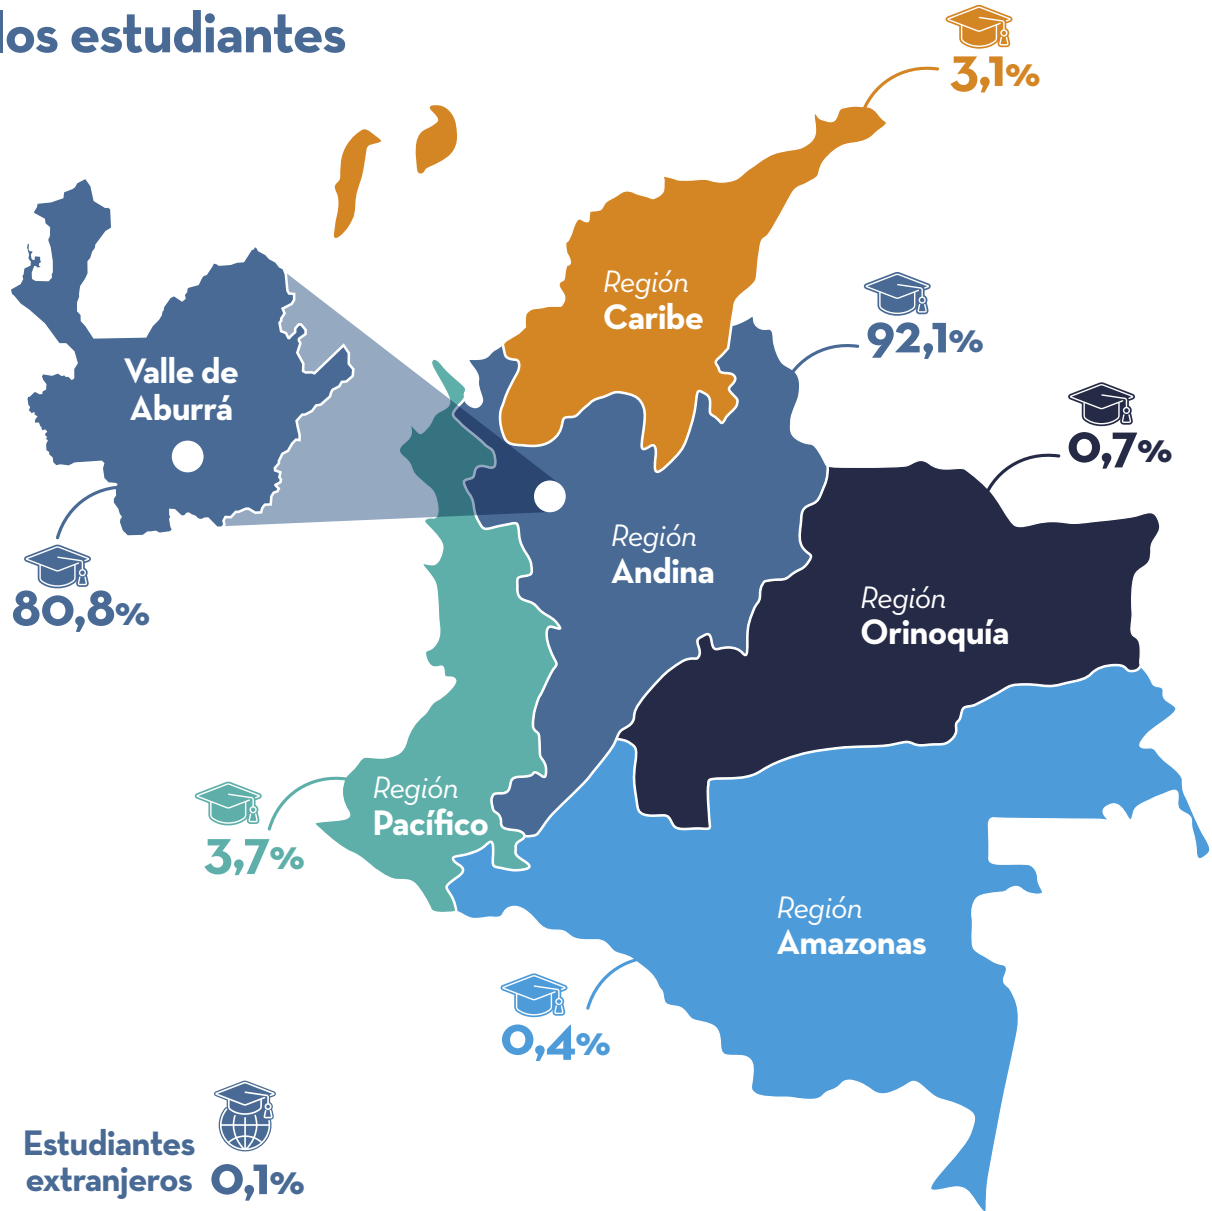 los estudiantes
3,1%
Región
Caribe
92,1%
Valle de
Aburrá
0,7%
Región
Andina
80,8%
Región
Orinoquía
Región
Pacífico
3,7%
Región
Amazonas
0,4%
Estudiantes
extranjeros 0,1%